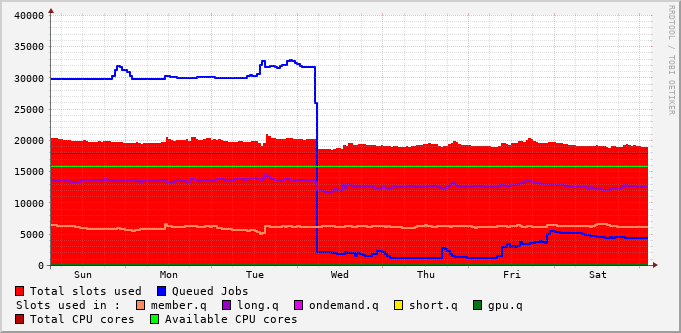 RRDTOOL / TOBI OETIKER
40000
35000
30000
25000
20000
15000
10000
5000
0
Sun Mon Tue Wed Thu Fri Sat
Total slots used Queued Jobs
Slots used in : member.q long.q ondemand.q short.q gpu.q
Total CPU cores Available CPU cores